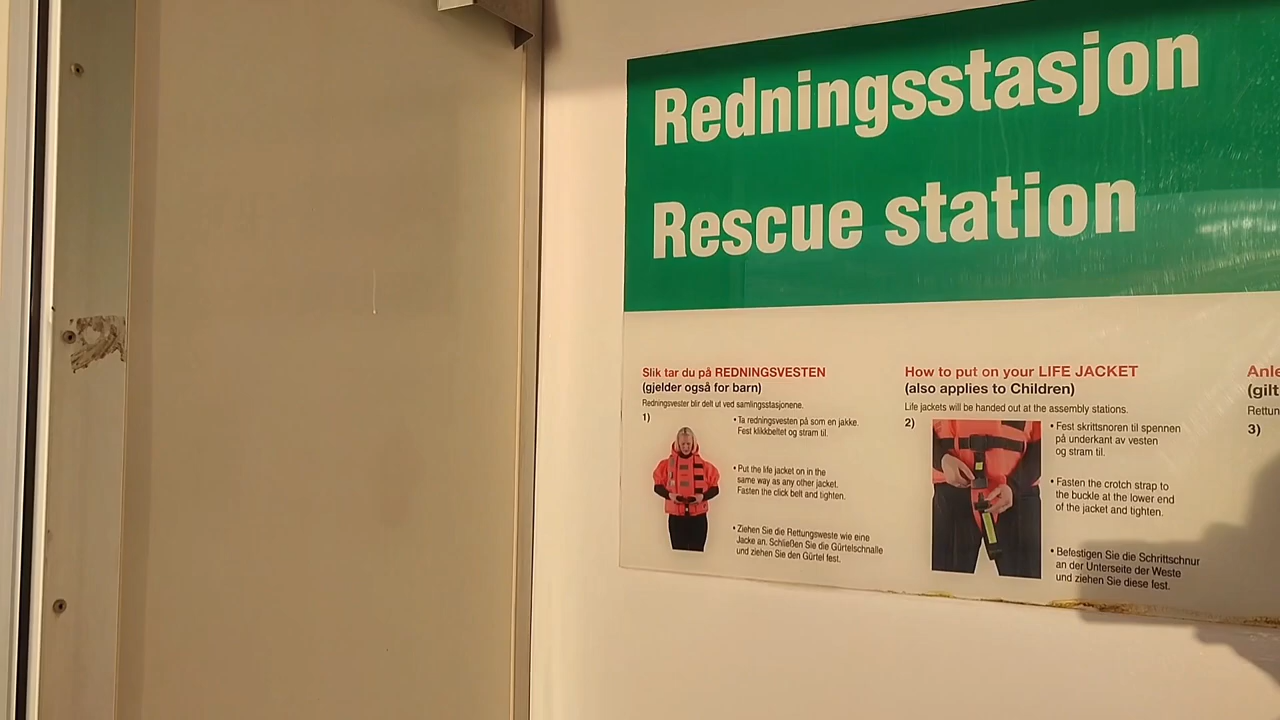 Redningsstasjon
Rescue station
Slik tar du på REDNINGSVESTEN
(gjelder også for barn)
Redningsvester blir delt ut ved samlingsstasjonene.
1)
• Ta redningsvesten på som en jakke.
Fest klikkbeltet og stram til.
• Put the life jacket on in the
same way as any other jacket.
Fasten the click belt and tighten.
• Ziehen Sie die Rettungsweste wie eine
Jacke an. Schließen Sie die Gürtelschnalle
und ziehen Sie den Gürtel fest.
How to put on your LIFE JACKET
(also applies to Children)
Life jackets will be handed out at the assembly stations.
2)
• Fest skrittsnoren til spennen
på underkant av vesten
og stram til.
• Fasten the crotch strap to
the buckle at the lower end
of the jacket and tighten.
• Befestigen Sie die Schrittschnur
an der Unterseite der Weste
und ziehen Sie diese fest.
Anle
(gilt
Rettun
3)